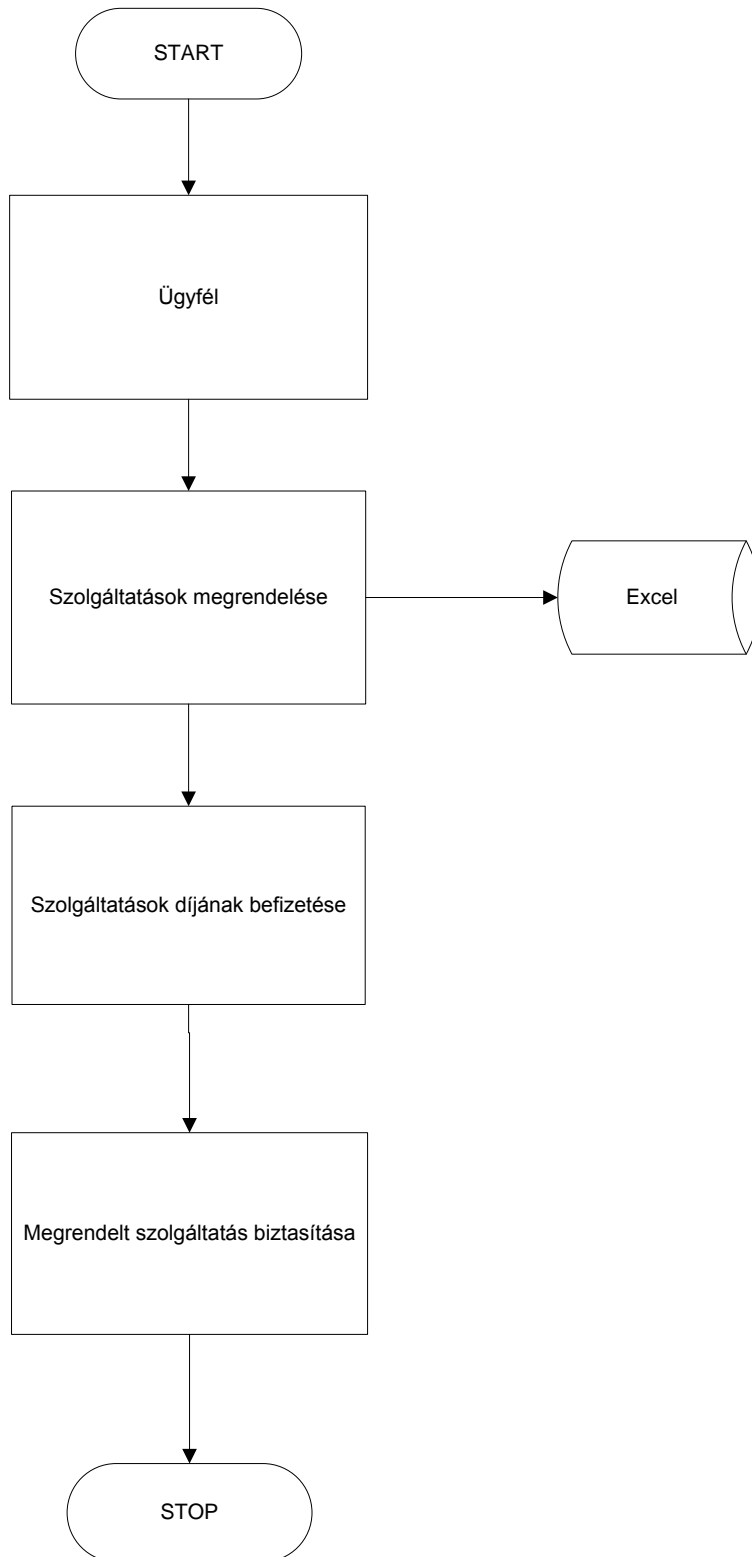 START
Ügyfél
Szolgáltatások megrendelése
Excel
Szolgáltatások díjának befizetése
Megrendelt szolgáltatás biztasítása
STOP